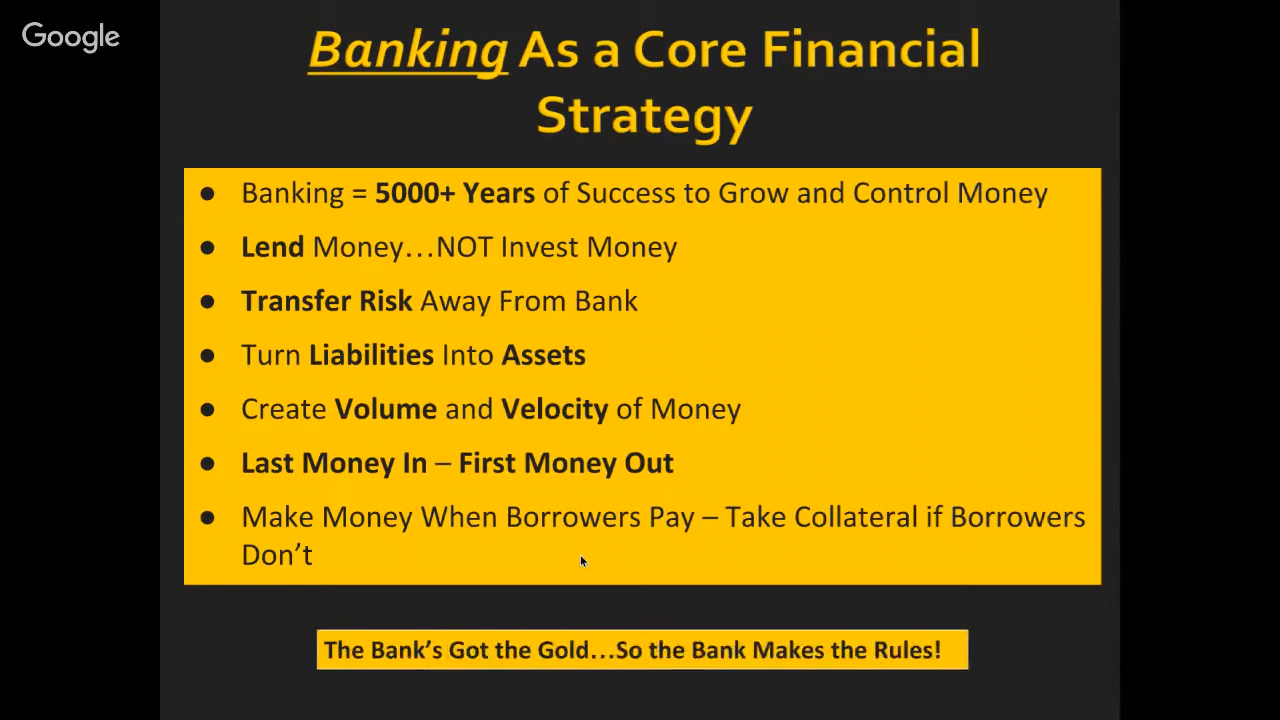 Google
Banking As a Core Financial
Strategy
● Banking = 5000+ Years of Success to Grow and Control Money
● Lend Money…NOT Invest Money
● Transfer Risk Away From Bank
● Turn Liabilities Into Assets
● Create Volume and Velocity of Money
● Last Money In – First Money Out
● Make Money When Borrowers Pay – Take Collateral if Borrowers
Don’t
The Bank’s Got the Gold…So the Bank Makes the Rules!